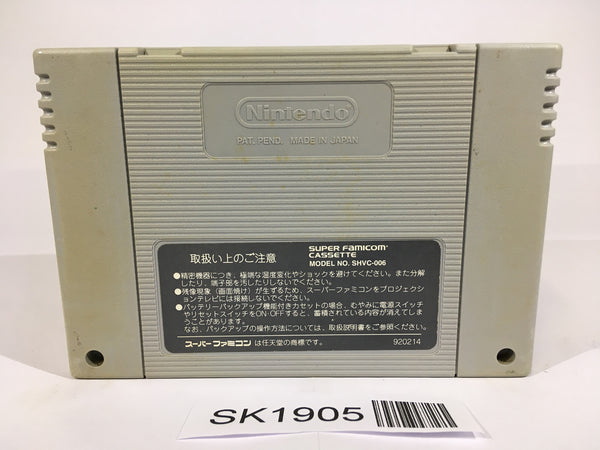 Nintendo
PAT. PEND. MADE IN JAPAN
取扱い上のご注意
SUPER FAMICOM
CASSETTE
MODEL NO. SHVC-006
●精密機器につき、極端な温度変化やショックを避けてください。また分解
したり、端子部を汚したりしないでください。
●残像現象（画面焼け）が生ずるため、スーパーファミコンをプロジェクシ
ョンテレビには接続しないでください。
●バッテリーバックアップ機能付きカセットの場合、むやみに電源スイッチ
やリセットスイッチをON・OFFすると、蓄積されている内容が消えてしま
うことがあります。
なお、バックアップの操作方法については、取扱説明書をご参照ください。
スーパーファミコン は任天堂の商標です。 920214
SK1905